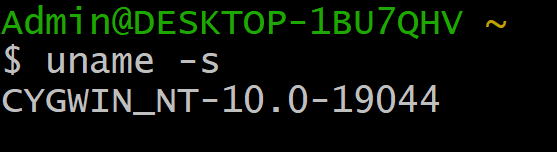 Admin@DESKTOP-1BU7QHV ~
$ uname -s
CYGWIN_NT-10.0-19044